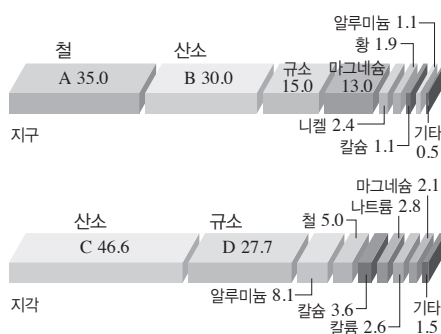 철
산소
알루미늄 1.1
황 1.9
A 35.0
B 30.0
규소
15.0
마그네슘
13.0
지구
니켈 2.4
칼슘 1.1
기타
0.5
산소
규소
철 5.0
마그네슘 2.1
나트륨 2.8
C 46.6
D 27.7
지각
알루미늄 8.1
칼슘 3.6
칼륨 2.6
기타
1.5